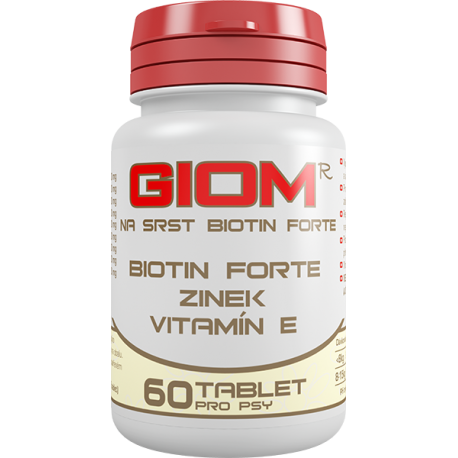 GIOM R
NA SRST BIOTIN FORTE
BIOTIN FORTE
ZINEK
VITAMÍN E
60 TABLET
PRO PSY